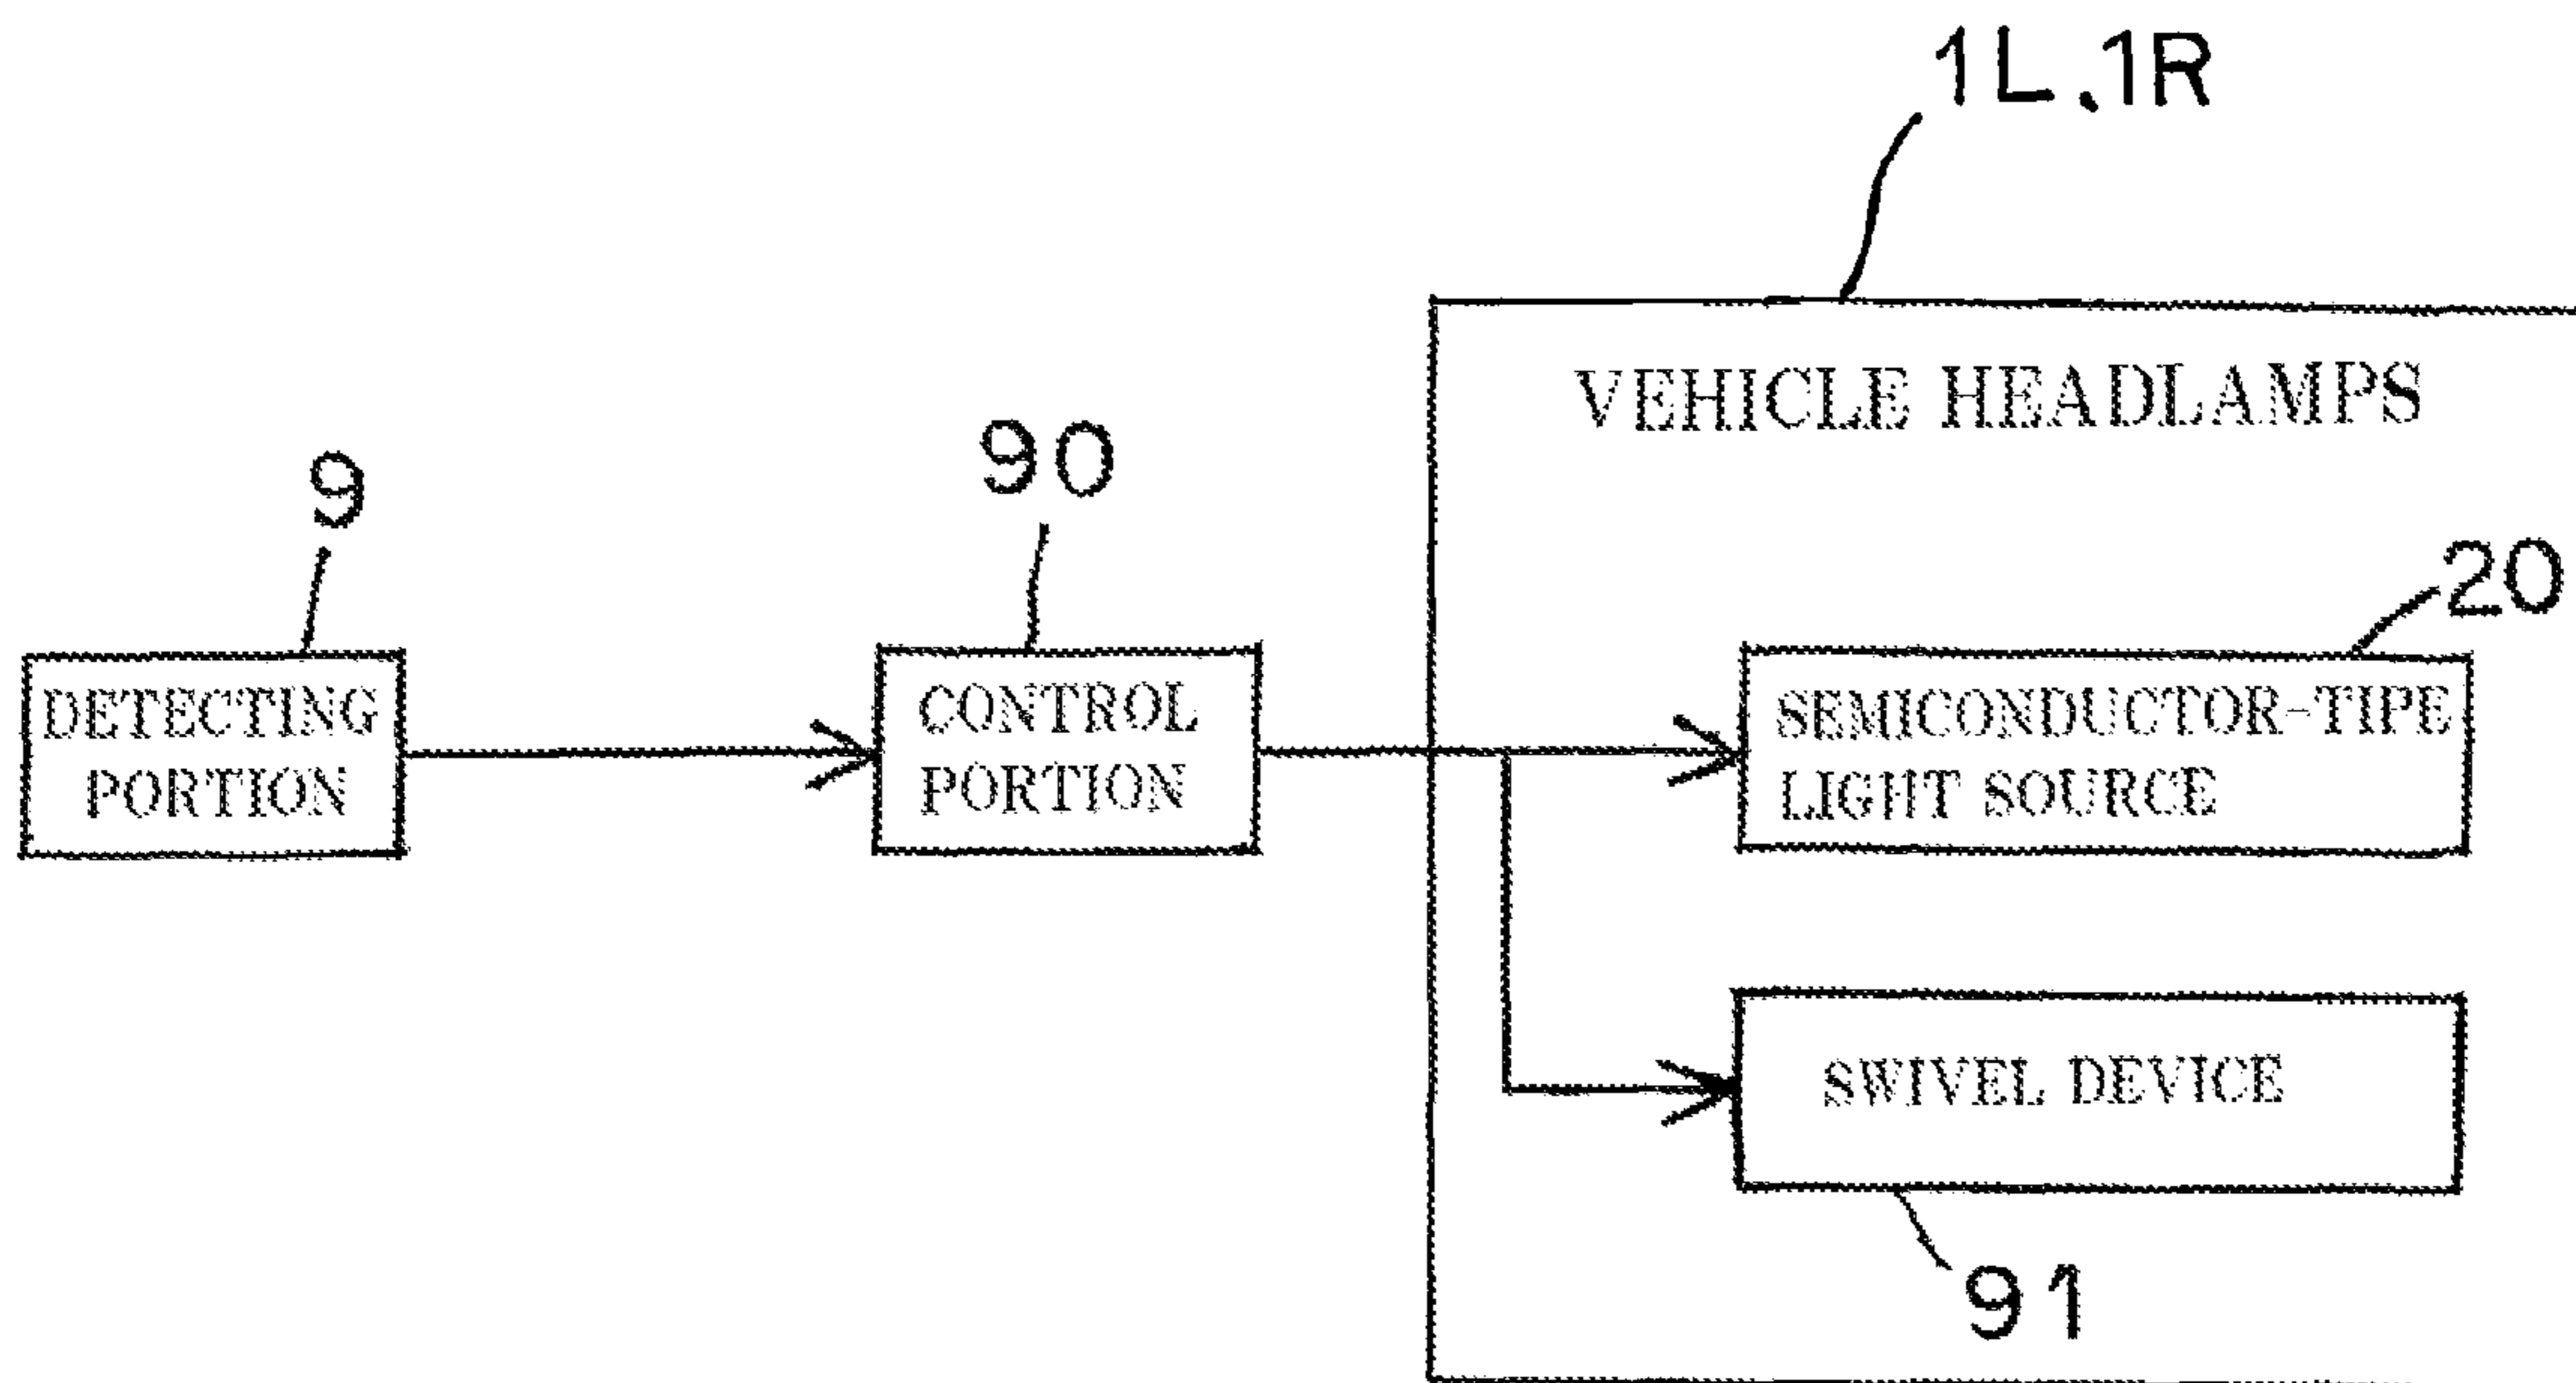 1L.1R
VEHICLE HEADLAMPS
9
90
20
DETECTING
PORTION
CONTROL
PORTION
SEMICONDUCTOR-TIPE
LIGHT SOURCE
SWIVEL DEVICE
91